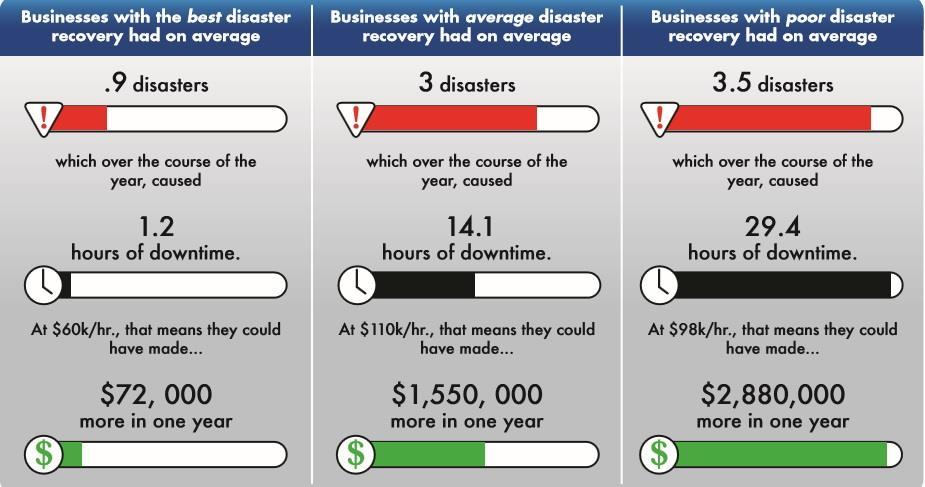 Businesses with the best disaster
recovery had on average
.9 disasters
!
which over the course of the
year, caused
1.2
hours of downtime.
At $60k/hr., that means they could
have made...
$72, 000
more in one year
$
Businesses with average disaster
recovery had on average
3 disasters
!
which over the course of the
year, caused
14.1
hours of downtime.
At $110k/hr., that means they could
have made...
$1,550, 000
more in one year
$
Businesses with poor disaster
recovery had on average
3.5 disasters
!
which over the course of the
year, caused
29.4
hours of downtime.
At $98k/hr., that means they could
have made...
$2,880,000
more in one year
$